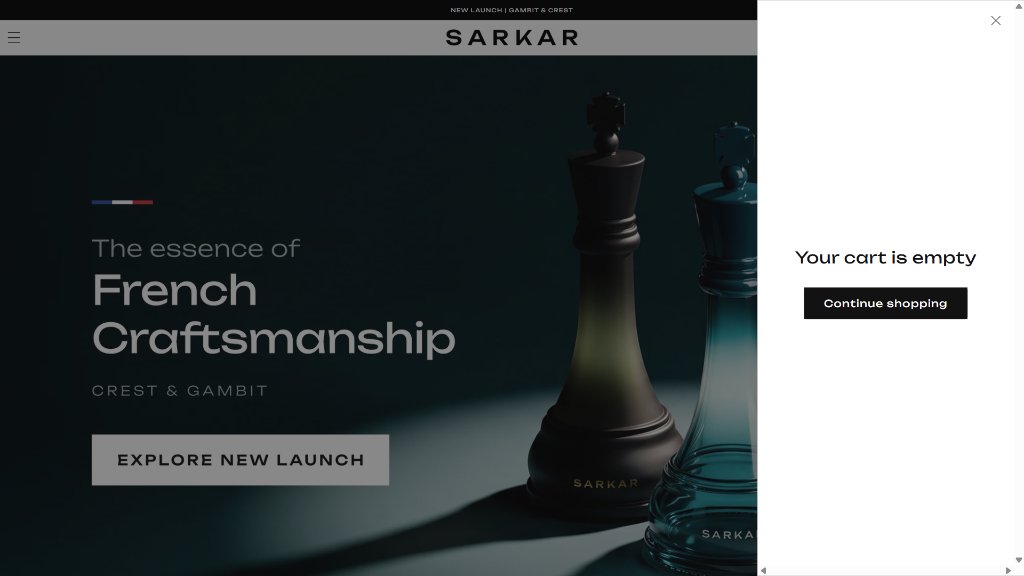 NEW LAUNCH | GAMBIT & CREST
SARKAR
The essence of
French
Craftsmanship
CREST & GAMBIT
EXPLORE NEW LAUNCH
SARKAR
SARKA
Your cart is empty
Continue shopping